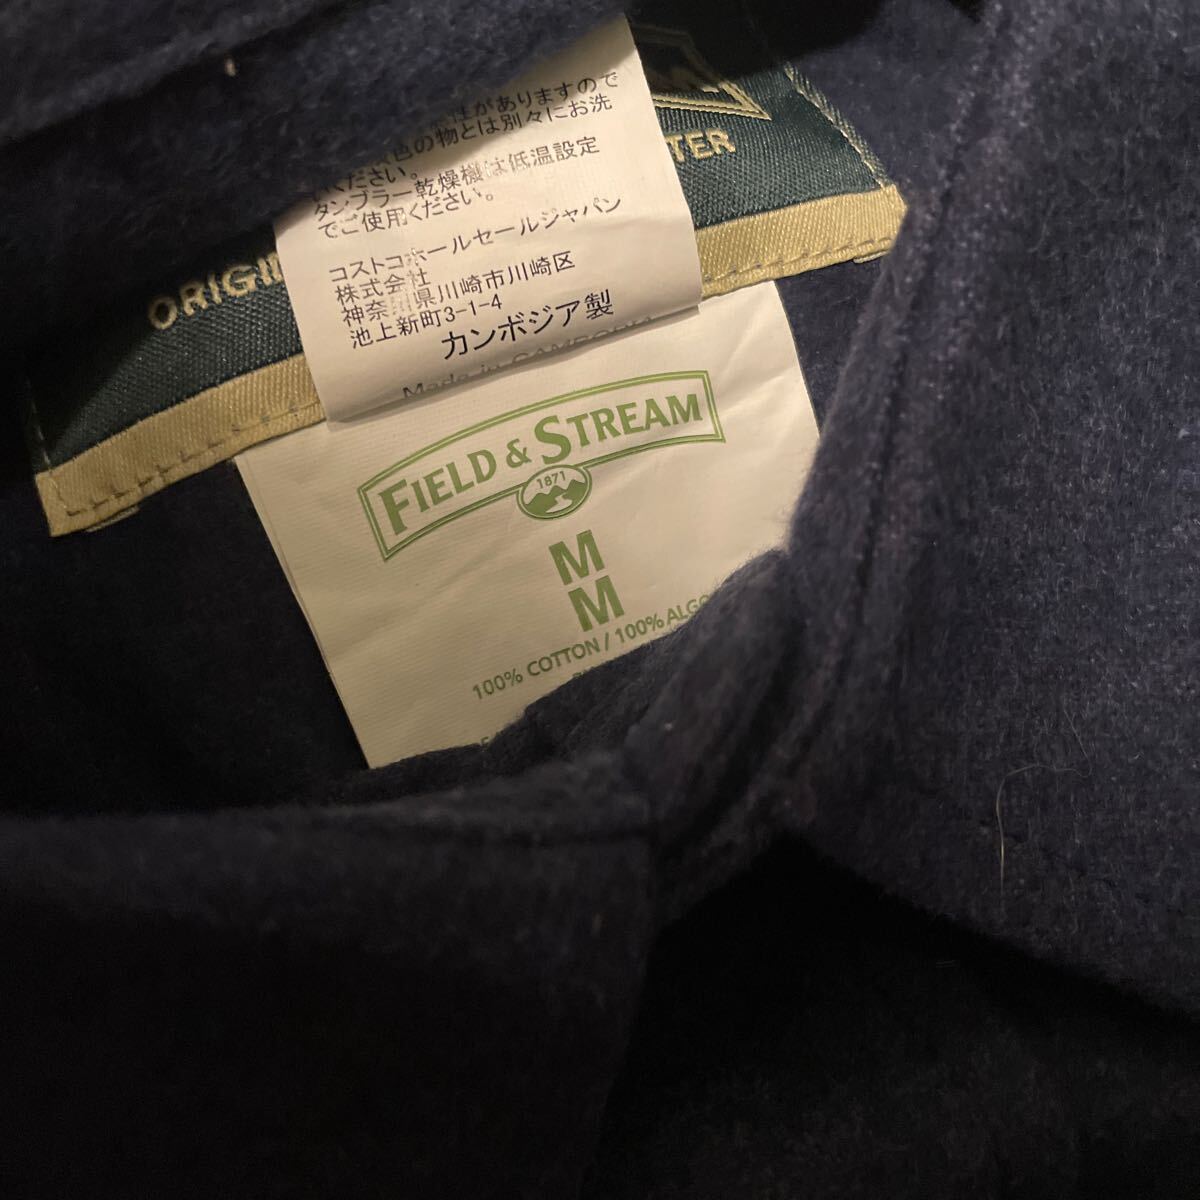 性がありますので
色の物とは別々にお洗
ください。
タンブラー乾燥機は低温設定
でご使用ください。
コストコホールセールジャパン
株式会社
神奈川県川崎市川崎区
池上新町3-1-4
カンボジア製
Made in CAMBODIA
FIELD & STREAM
1871
M
M
100% COTTON / 100% ALGO